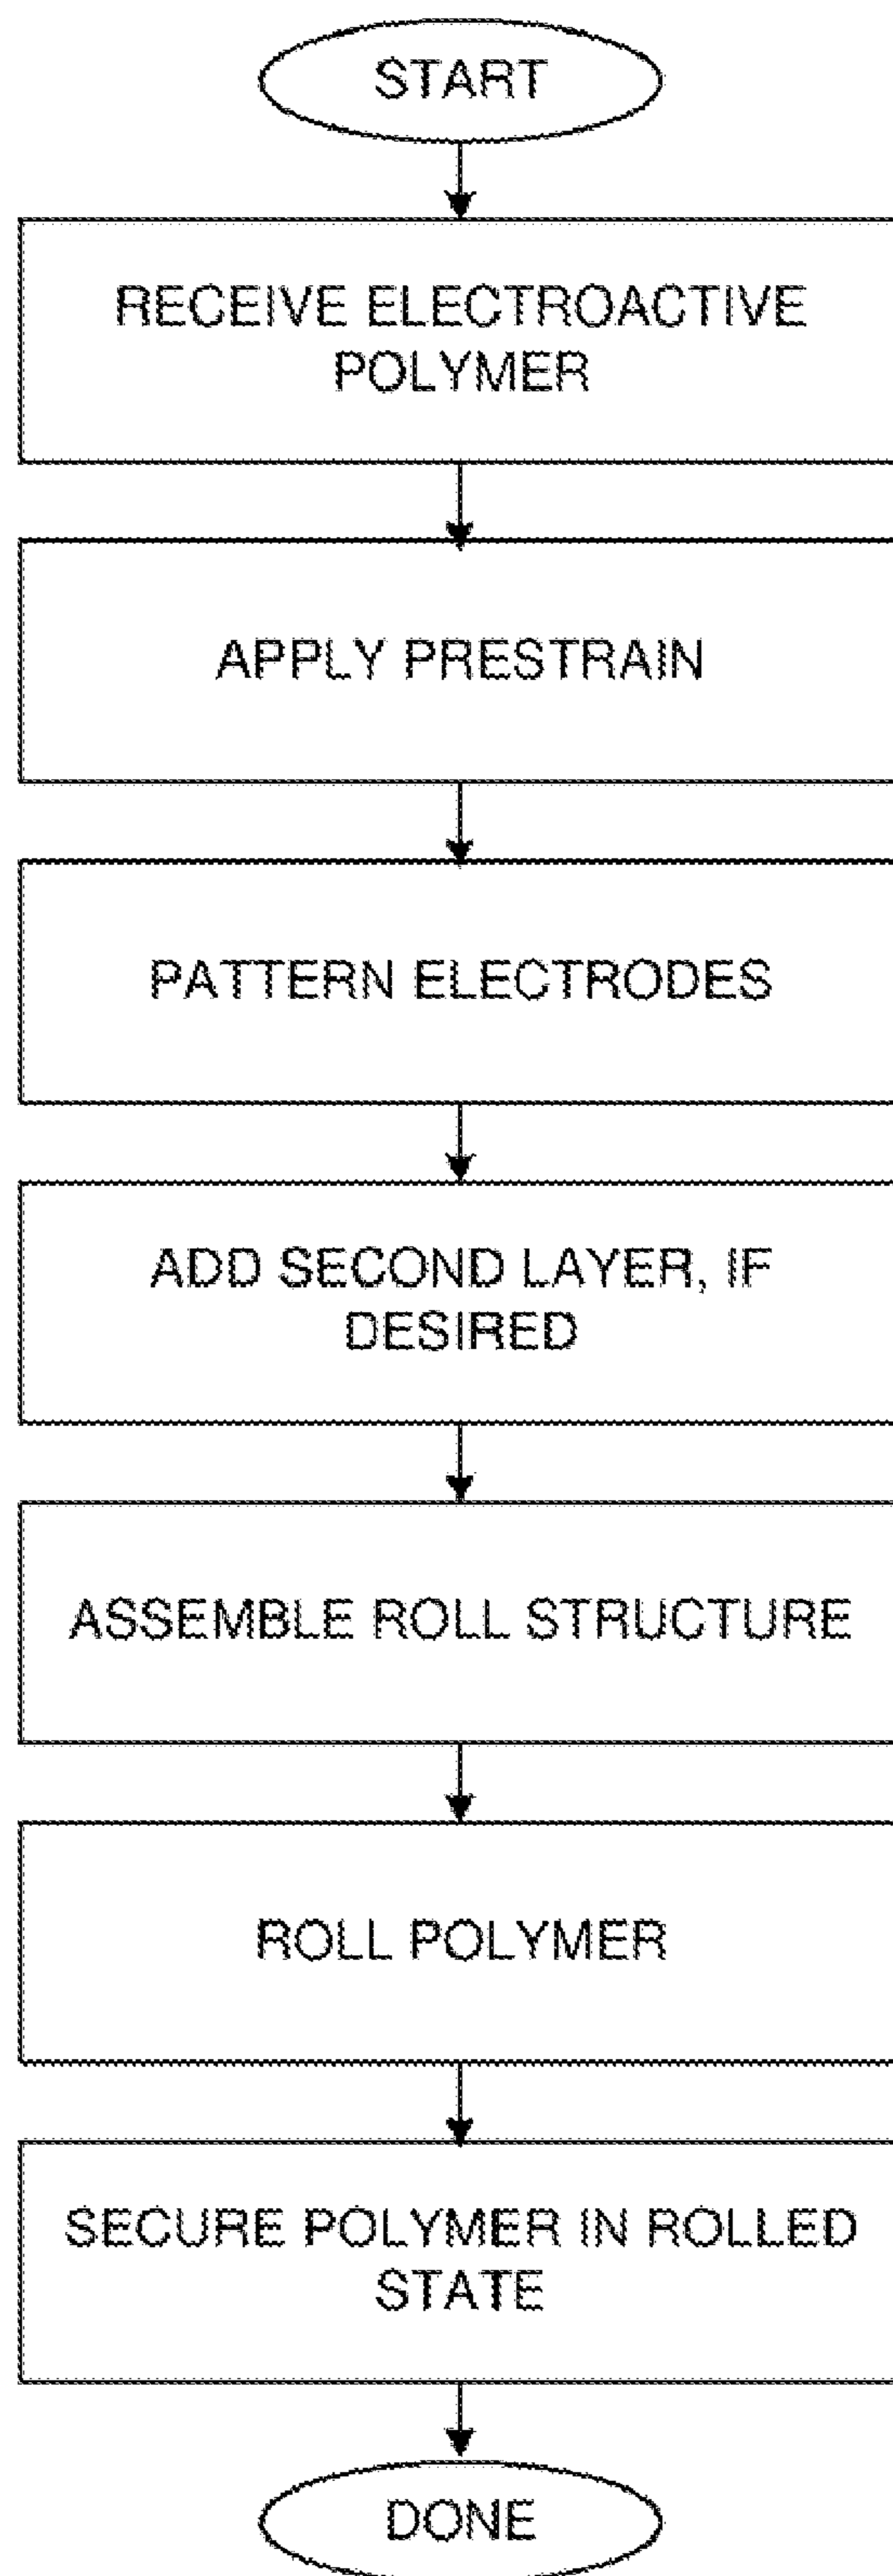 START
RECEIVE ELECTROACTIVE
POLYMER
APPLY PRESTRAIN
PATTERN ELECTRODES
ADD SECOND LAYER, IF
DESIRED
ASSEMBLE ROLL STRUCTURE
ROLL POLYMER
SECURE POLYMER IN ROLLED
STATE
DONE